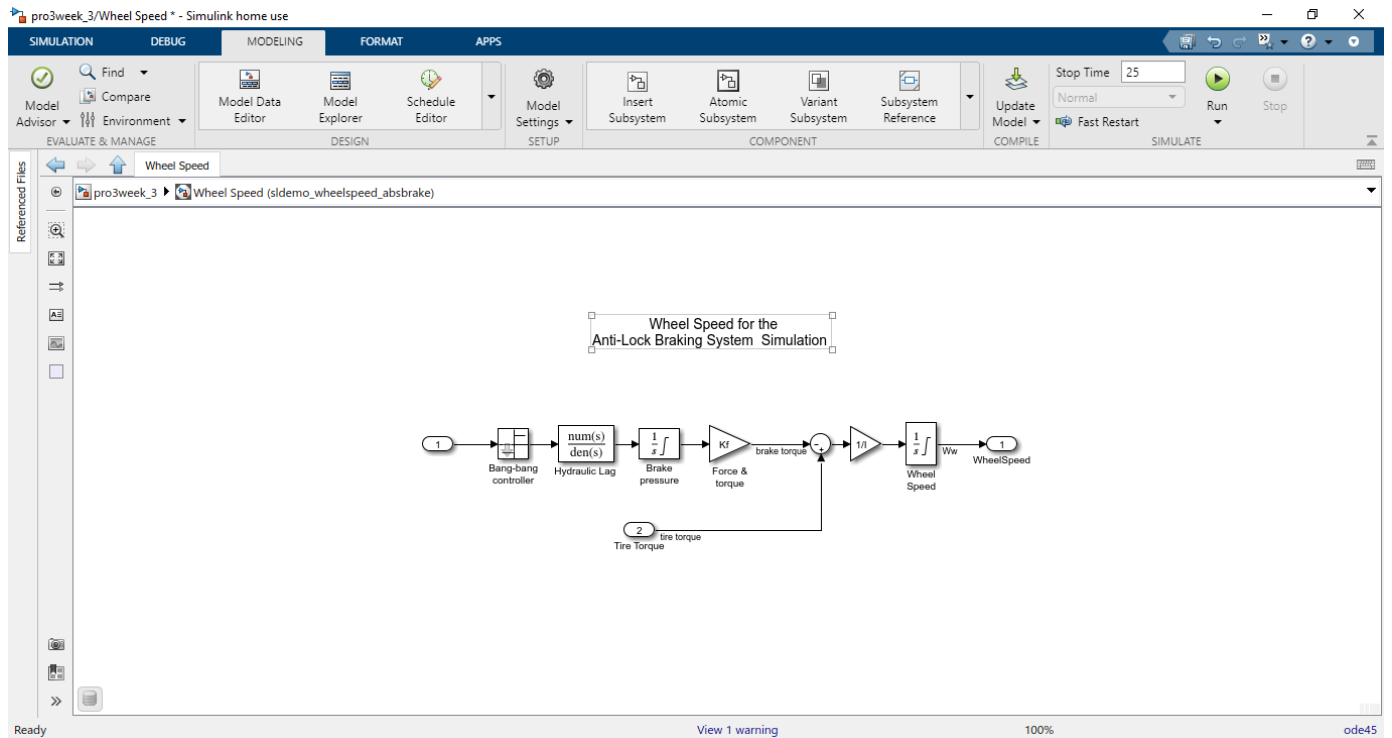 pro3week_3/Wheel Speed * - Simulink home use
SIMULATION DEBUG MODELING FORMAT APPS
Model
Advisor
Find
Compare
Environment
EVALUATE & MANAGE
Model Data
Editor
Model
Explorer
Schedule
Editor
DESIGN
Model
Settings
SETUP
Insert
Subsystem
Atomic
Subsystem
Variant
Subsystem
Subsystem
Reference
COMPONENT
Update
Model
COMPILE
Stop Time 25
Normal
Fast Restart
Run
Stop
SIMULATE
Referenced Files
Wheel Speed
pro3week_3 Wheel Speed (sldemo_wheelspeed_absbrake)
Wheel Speed for the
Anti-Lock Braking System Simulation
1
Bang-bang
controller
num(s)
den(s)
Hydraulic Lag
1
s
Brake
pressure
Kf
Force &
torque
brake torque
-
+
1/I
1
s
Wheel
Speed
Ww
1
WheelSpeed
2
Tire Torque
tire torque
Ready View 1 warning 100% ode45